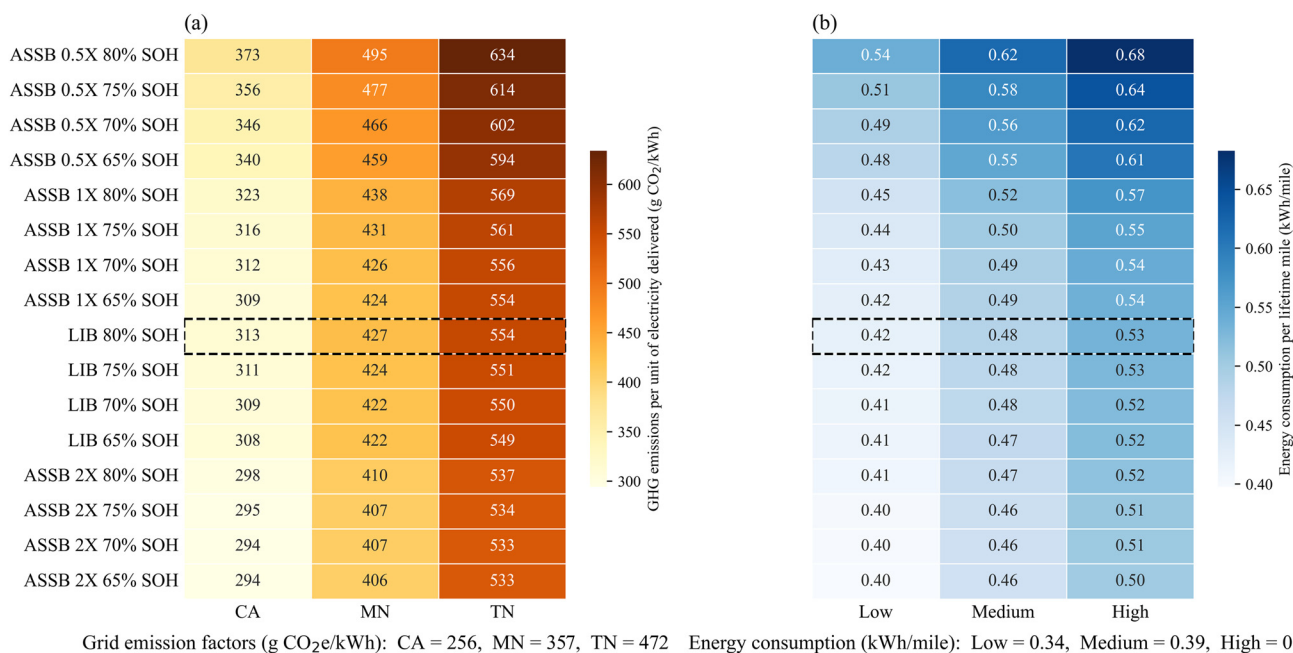 (a)
ASSB 0.5X 80% SOH 373 495 634
ASSB 0.5X 75% SOH 356 477 614
ASSB 0.5X 70% SOH 346 466 602
ASSB 0.5X 65% SOH 340 459 594
ASSB 1X 80% SOH 323 438 569
ASSB 1X 75% SOH 316 431 561
ASSB 1X 70% SOH 312 426 556
ASSB 1X 65% SOH 309 424 554
LIB 80% SOH 313 427 554
LIB 75% SOH 311 424 551
LIB 70% SOH 309 422 550
LIB 65% SOH 308 422 549
ASSB 2X 80% SOH 298 410 537
ASSB 2X 75% SOH 295 407 534
ASSB 2X 70% SOH 294 407 533
ASSB 2X 65% SOH 294 406 533
CA MN TN
600
550
500
450
400
350
300
GHG emissions per unit of electricity delivered (g CO₂/kWh)
(b)
0.54 0.62 0.68
0.51 0.58 0.64
0.49 0.56 0.62
0.48 0.55 0.61
0.45 0.52 0.57
0.44 0.50 0.55
0.43 0.49 0.54
0.42 0.49 0.54
0.42 0.48 0.53
0.42 0.48 0.53
0.41 0.48 0.52
0.41 0.47 0.52
0.41 0.47 0.52
0.40 0.46 0.51
0.40 0.46 0.51
0.40 0.46 0.50
Low Medium High
0.65
0.60
0.55
0.50
0.45
0.40
Energy consumption per lifetime mile (kWh/mile)
Grid emission factors (g CO₂e/kWh): CA = 256, MN = 357, TN = 472 Energy consumption (kWh/mile): Low = 0.34, Medium = 0.39, High = 0